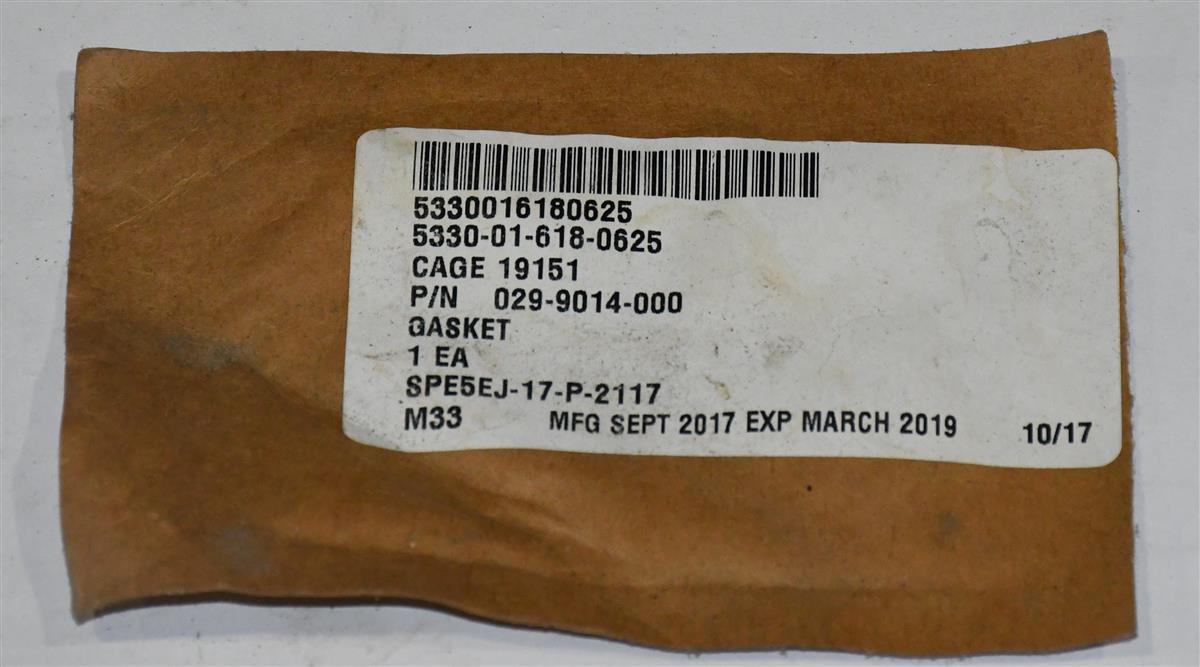 5330016180625
5330-01-618-0625
CAGE 19151
P/N 029-9014-000
GASKET
1 EA
SPE5EJ-17-P-2117
M33 MFG SEPT 2017 EXP MARCH 2019 10/17